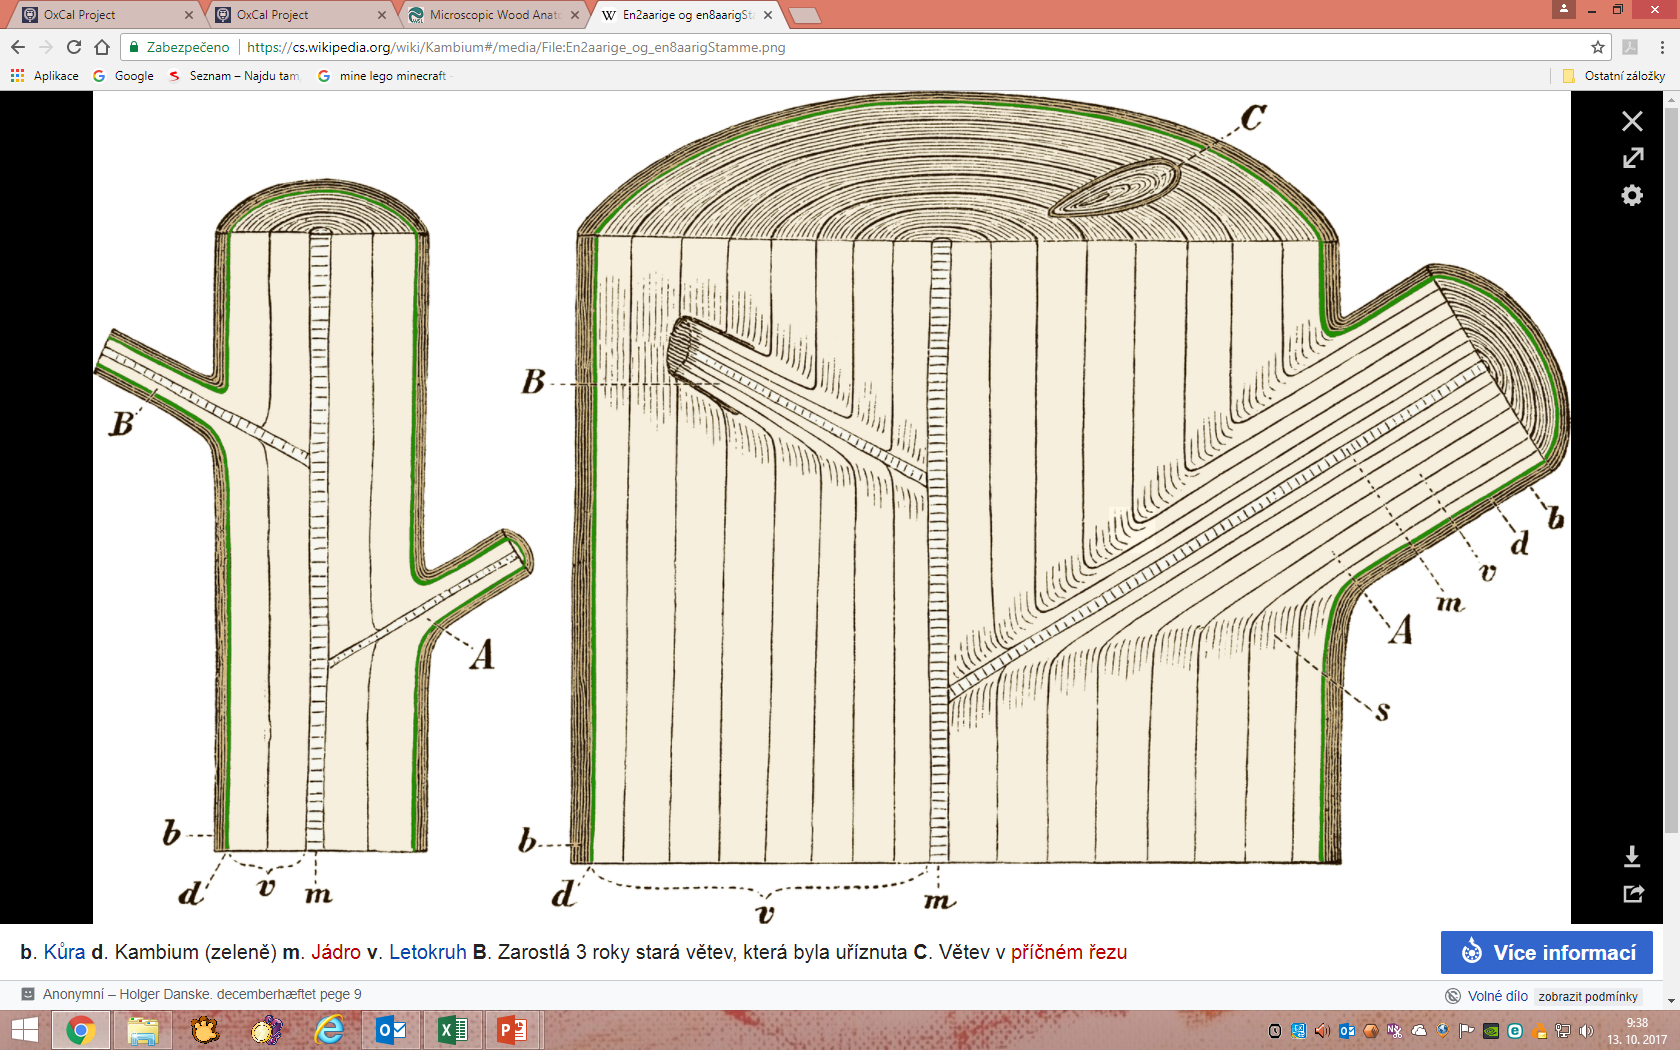 OxCal Project
OxCal Project
Microscopic Wood Anat
En2aarige og en8aarigSt
Zabezpečeno
https://cs.wikipedia.org/wiki/Kambium#/media/File:En2aarige_og_en8aarigStamme.png
Aplikace
Google
Seznam – Najdu tam
mine lego minecraft
Ostatní záložky
C
B
B
A
b
d
v
m
A
s
b
d
v
m
b
d
v
m
b. Kůra d. Kambium (zeleně) m. Jádro v. Letokruh B. Zarostlá 3 roky stará větev, která byla uříznuta C. Větev v příčném řezu
Více informací
Anonymní – Holger Danske. decemberhæftet pege 9
Volné dílo
zobrazit podmínky
9:38
13. 10. 2017